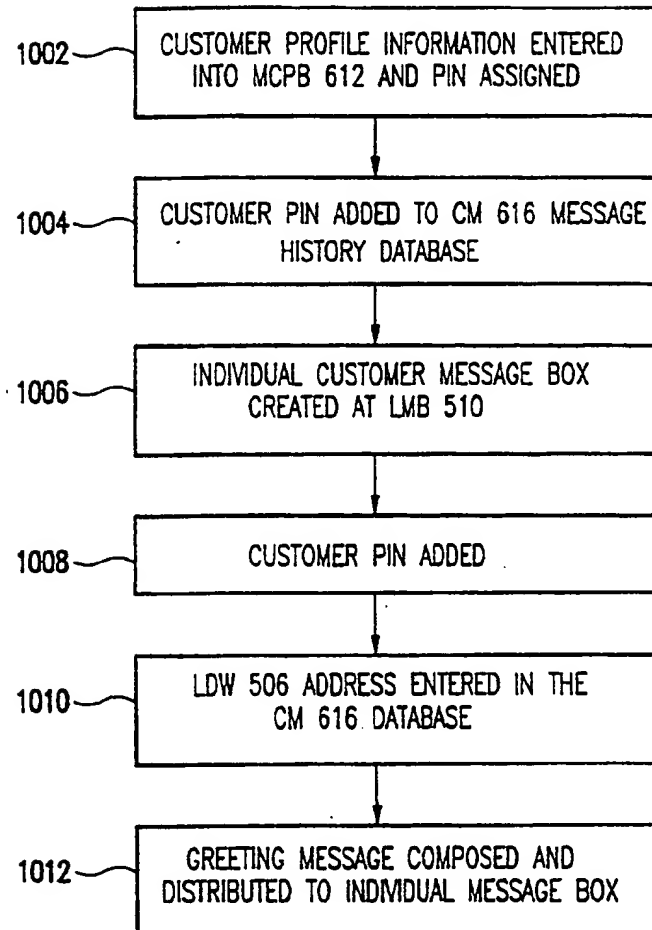 1002
CUSTOMER PROFILE INFORMATION ENTERED
INTO MCPB 612 AND PIN ASSIGNED
1004
CUSTOMER PIN ADDED TO CM 616 MESSAGE
HISTORY DATABASE
1006
INDIVIDUAL CUSTOMER MESSAGE BOX
CREATED AT LMB 510
1008
CUSTOMER PIN ADDED
1010
LDW 506 ADDRESS ENTERED IN THE
CM 616 DATABASE
1012
GREETING MESSAGE COMPOSED AND
DISTRIBUTED TO INDIVIDUAL MESSAGE BOX